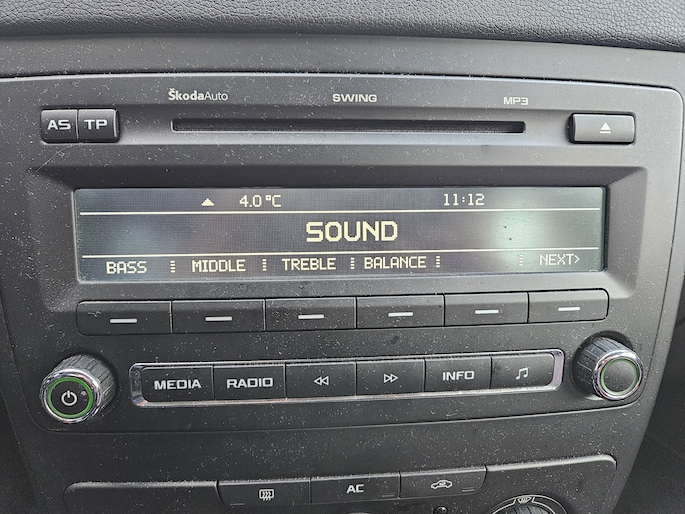 ŠkodaAuto SWING MP3
AS TP
4.0 °C 11:12
SOUND
BASS MIDDLE TREBLE BALANCE NEXT>
MEDIA RADIO INFO
AC